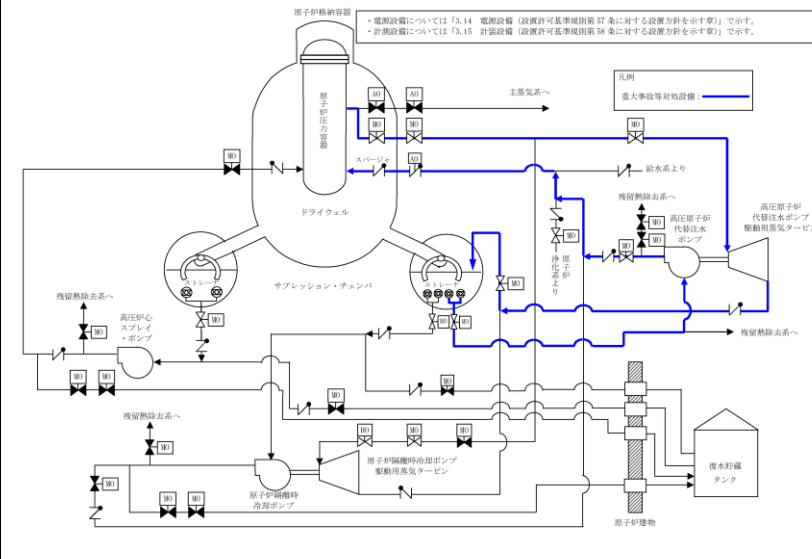 原子炉格納容器
・電源設備については「3.14　電源設備（設置許可基準規則第57条に対する設置方針を示す章）」で示す。
・計測設備については「3.15　計装設備（設置許可基準規則第58条に対する設置方針を示す章）」で示す。
凡例
重大事故等対処設備：
原子炉圧力容器
AO
AO
主蒸気系へ
MO
MO
MO
スパージャ
AO
給水系より
MO
残留熱除去系へ
MO
MO
MO
高圧原子炉
代替注水
ポンプ
高圧原子炉
代替注水ポンプ
駆動用蒸気タービン
ドライウェル
MO
原子炉
浄化系より
ストレーナ
サプレッション・チェンバ
ストレーナ
MO
残留熱除去系へ
MO
高圧炉心
スプレイ
・ポンプ
MO
MO
MO
残留熱除去系へ
MO
MO
MO
MO
残留熱除去系へ
MO
HO
MO
MO
復水貯蔵
タンク
MO
原子炉隔離時冷却ポンプ
駆動用蒸気タービン
原子炉隔離時
冷却ポンプ
MO
MO
原子炉建物